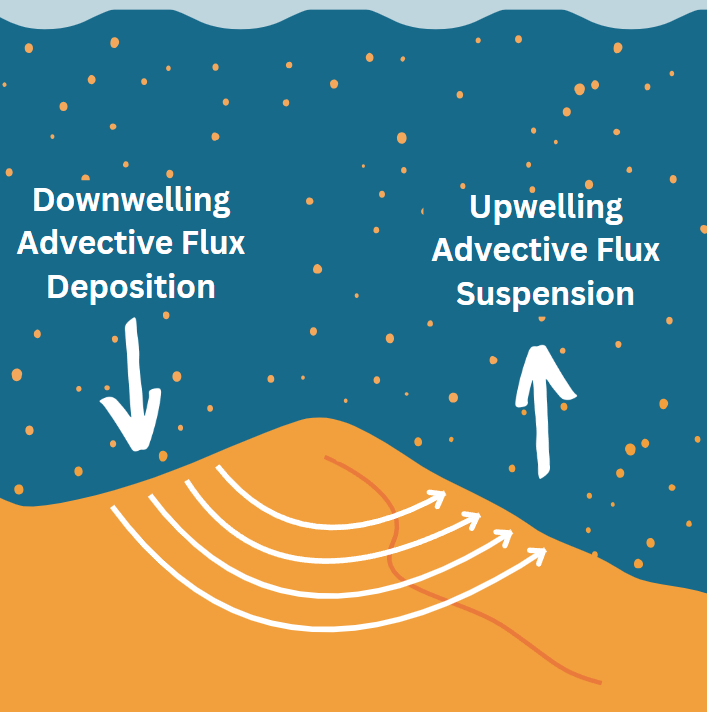 Downwelling
Advective Flux
Deposition
Upwelling
Advective Flux
Suspension